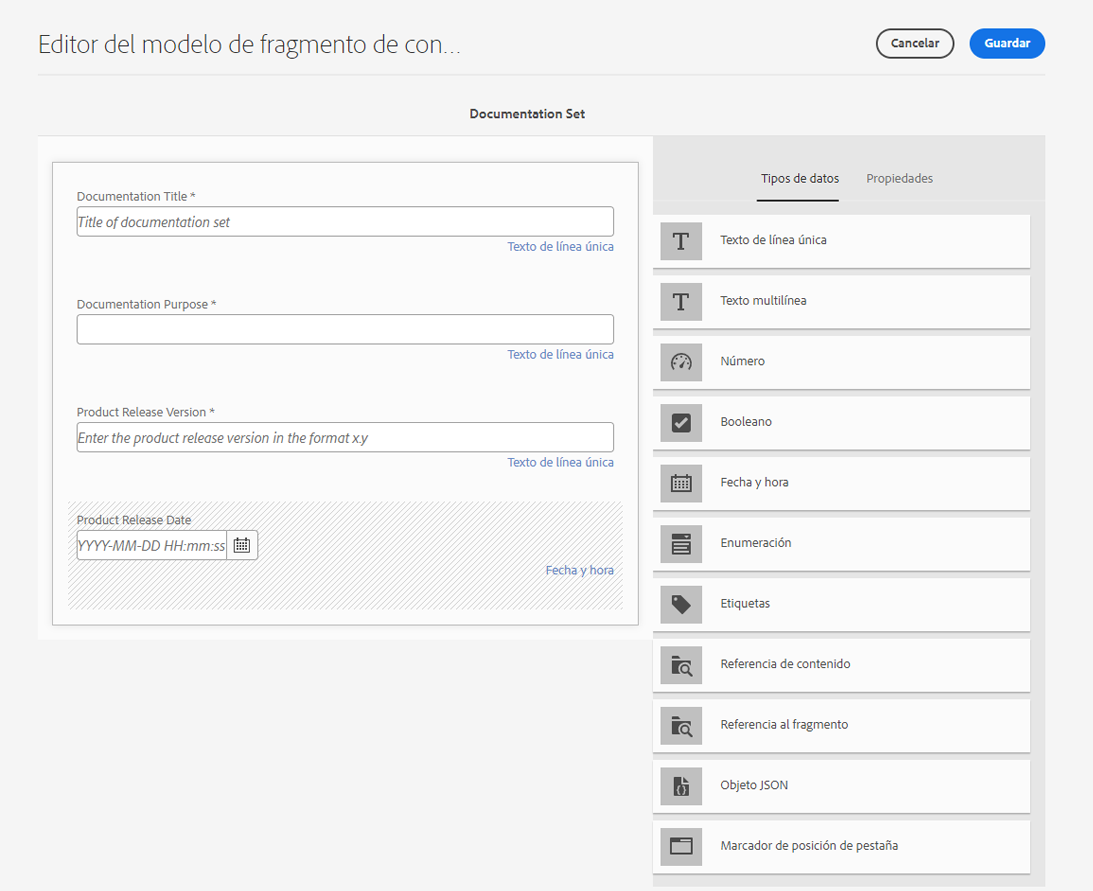 Editor del modelo de fragmento de con...
Cancelar
Guardar
Documentation Set
Documentation Title *
Title of documentation set
Texto de línea única
Documentation Purpose *
Texto de línea única
Product Release Version *
Enter the product release version in the format x.y
Texto de línea única
Product Release Date
YYYY-MM-DD HH:mm:ss
Fecha y hora
Tipos de datos
Propiedades
Texto de línea única
Texto multilínea
Número
Booleano
Fecha y hora
Enumeración
Etiquetas
Referencia de contenido
Referencia al fragmento
Objeto JSON
Marcador de posición de pestaña